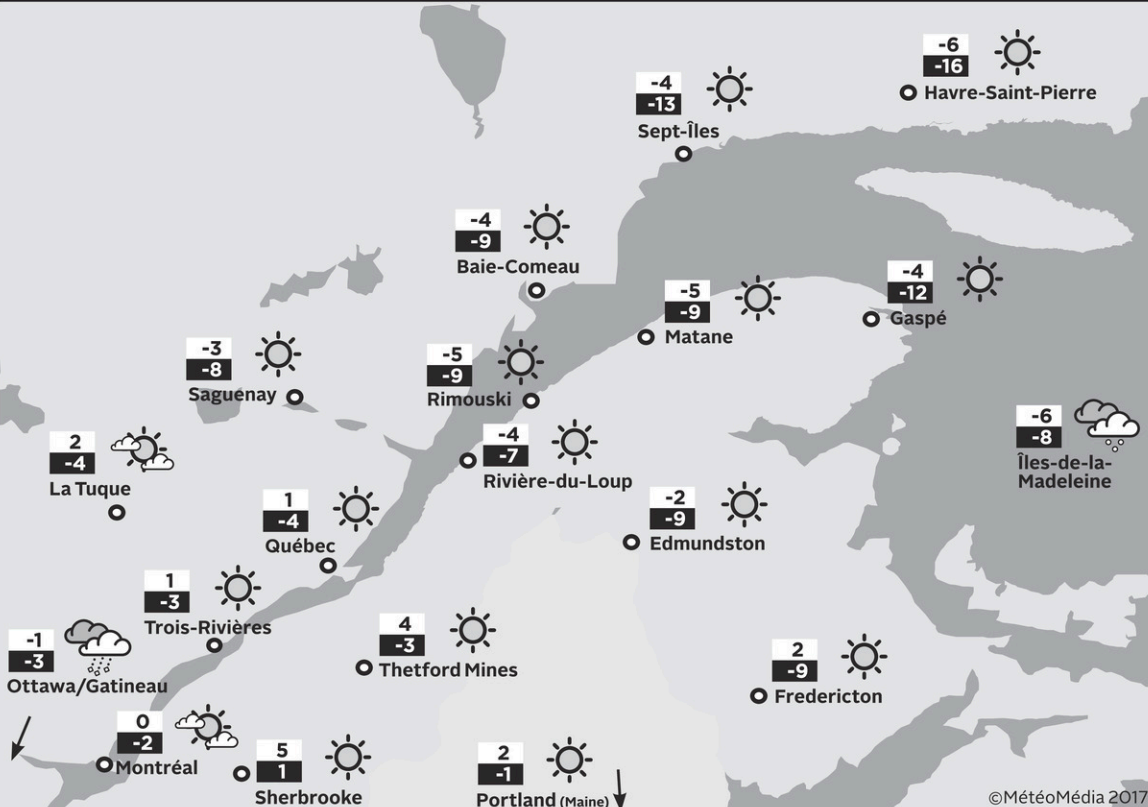 -6
-16
Havre-Saint-Pierre
-4
-13
Sept-Îles
-4
-9
Baie-Comeau
-4
-12
Gaspé
-5
-9
Matane
-3
-8
Saguenay
-5
-9
Rimouski
-6
-8
Îles-de-la-
Madeleine
2
-4
La Tuque
-4
-7
Rivière-du-Loup
1
-4
Québec
-2
-9
Edmundston
1
-3
Trois-Rivières
4
-3
Thetford Mines
-1
-3
Ottawa/Gatineau
2
-9
Fredericton
0
-2
Montréal
5
1
Sherbrooke
2
-1
Portland (Maine)
©MétéoMédia 2017